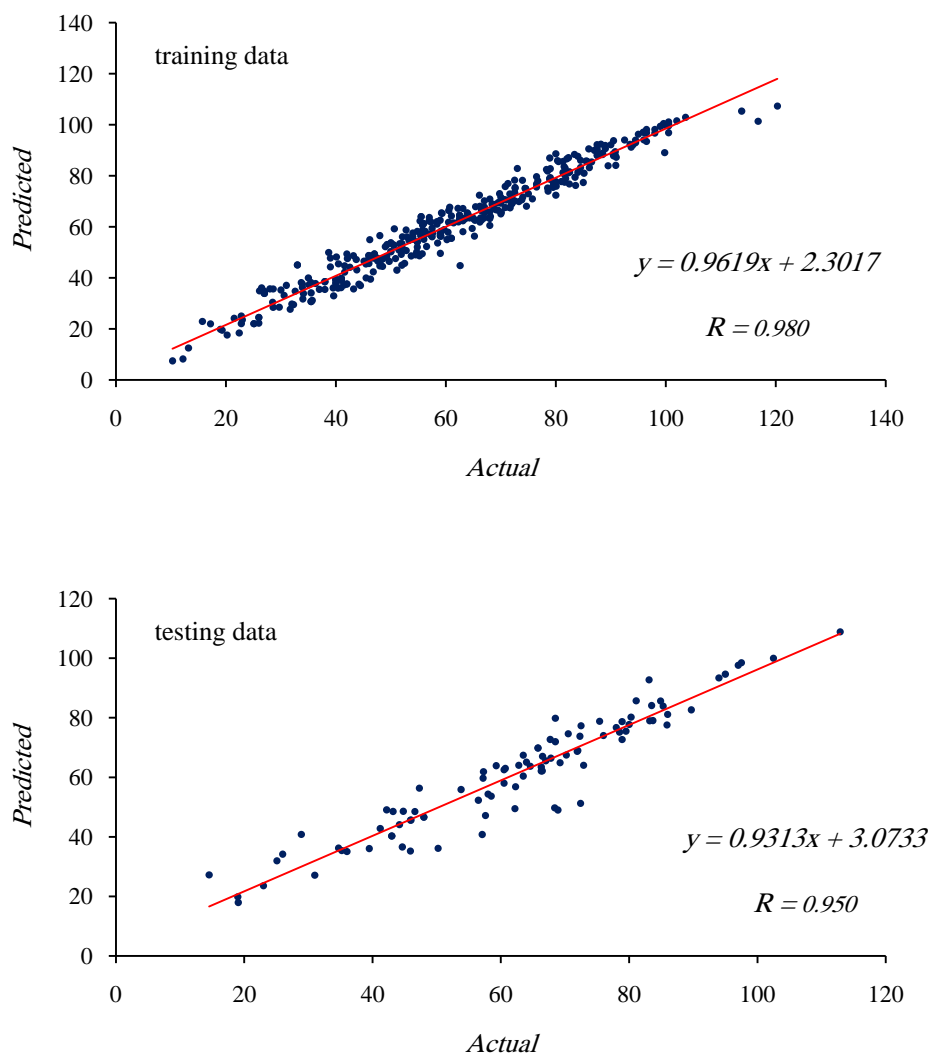 140
training data
120
100
80
60
40
20
0
Predicted
y = 0.9619x + 2.3017
R = 0.980
0 20 40 60 80 100 120 140
Actual
120
testing data
100
80
60
40
20
0
Predicted
y = 0.9313x + 3.0733
R = 0.950
0 20 40 60 80 100 120
Actual